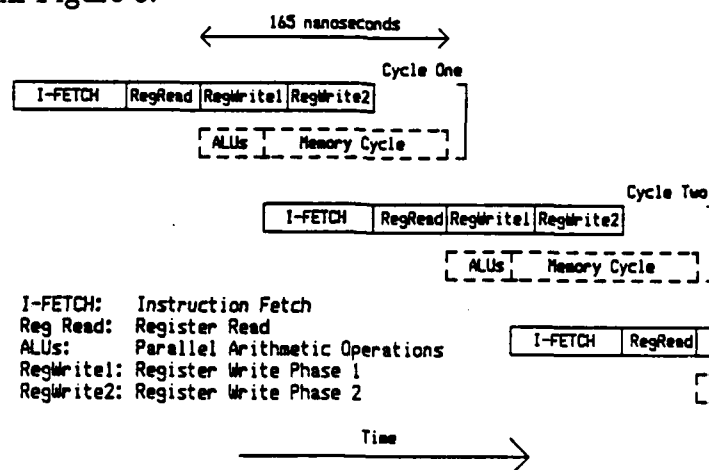 165 nanoseconds
Cycle One
I-FETCH RegRead RegWrite1 RegWrite2
ALUs Memory Cycle
Cycle Two
I-FETCH RegRead RegWrite1 RegWrite2
ALUs Memory Cycle
I-FETCH: Instruction Fetch
Reg Read: Register Read
ALUs: Parallel Arithmetic Operations
RegWrite1: Register Write Phase 1
RegWrite2: Register Write Phase 2
I-FETCH RegRead
Time